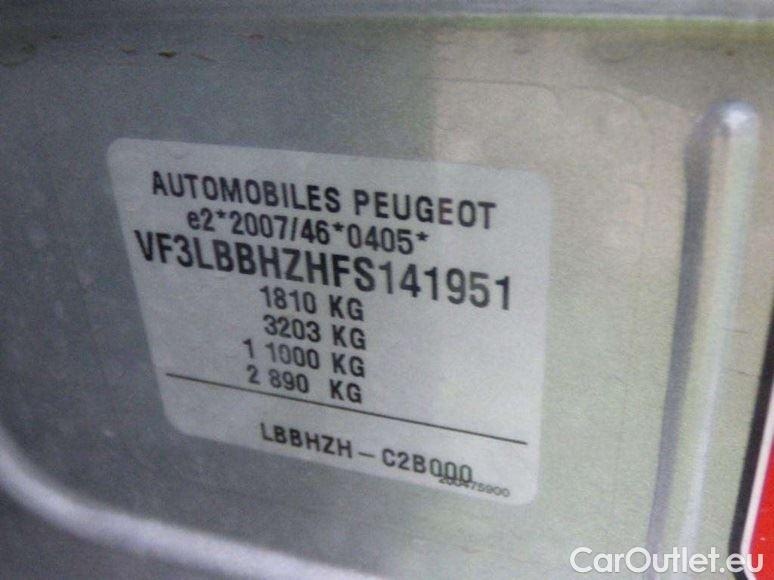 AUTOMOBILES PEUGEOT
e2*2007/46*0405*
VF3LBBHZHFS141951
1810 KG
3203 KG
1 1000 KG
2 890 KG
LBBHZH - C2B000
200475900
CarOutlet.eu